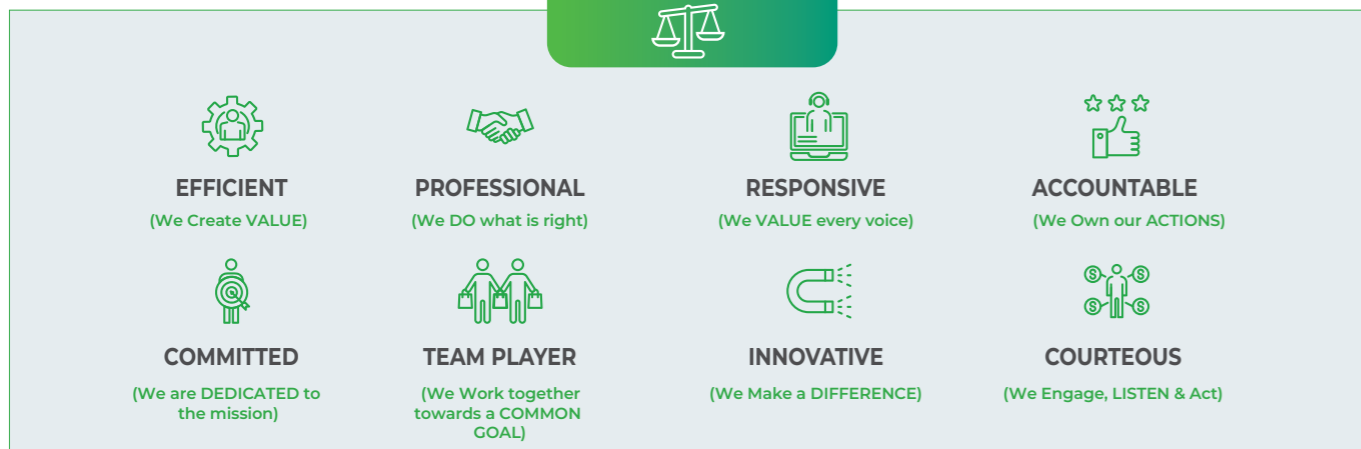 EFFICIENT
(We Create VALUE)
PROFESSIONAL
(We DO what is right)
RESPONSIVE
(We VALUE every voice)
ACCOUNTABLE
(We Own our ACTIONS)
COMMITTED
(We are DEDICATED to
the mission)
TEAM PLAYER
(We Work together
towards a COMMON
GOAL)
INNOVATIVE
(We Make a DIFFERENCE)
COURTEOUS
(We Engage, LISTEN & Act)